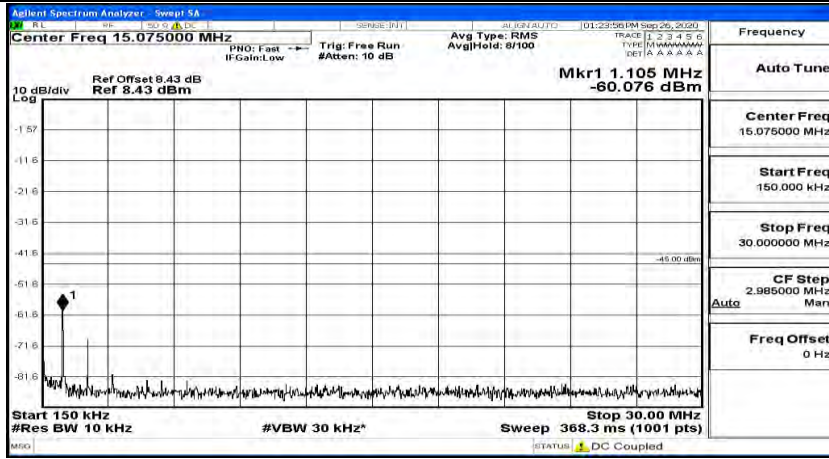 Agilent Spectrum Analyzer - Swept SA
RL RF 50 Ω DC SENSE:INT ALIGN AUTO 01:23:56 PM Sep 26, 2020
Center Freq 15.075000 MHz
PNO: Fast Trig: Free Run Avg Type: RMS TRACE 1 2 3 4 5 6
IFGain:Low #Atten: 10 dB Avg|Hold: 8/100 TYPE MWWWWW
DET A A A A A A
Ref Offset 8.43 dB Mkr1 1.105 MHz
10 dB/div Ref 8.43 dBm -60.076 dBm
Log
-1.57
-11.6
-21.6
-31.6
-41.6
-45.00 dBm
-51.6
1
-61.6
-71.6
-81.6
Start 150 kHz Stop 30.00 MHz
#Res BW 10 kHz #VBW 30 kHz* Sweep 368.3 ms (1001 pts)
MSG STATUS DC Coupled
Frequency
Auto Tune
Center Freq
15.075000 MHz
Start Freq
150.000 kHz
Stop Freq
30.000000 MHz
CF Step
2.985000 MHz
Auto Man
Freq Offset
0 Hz